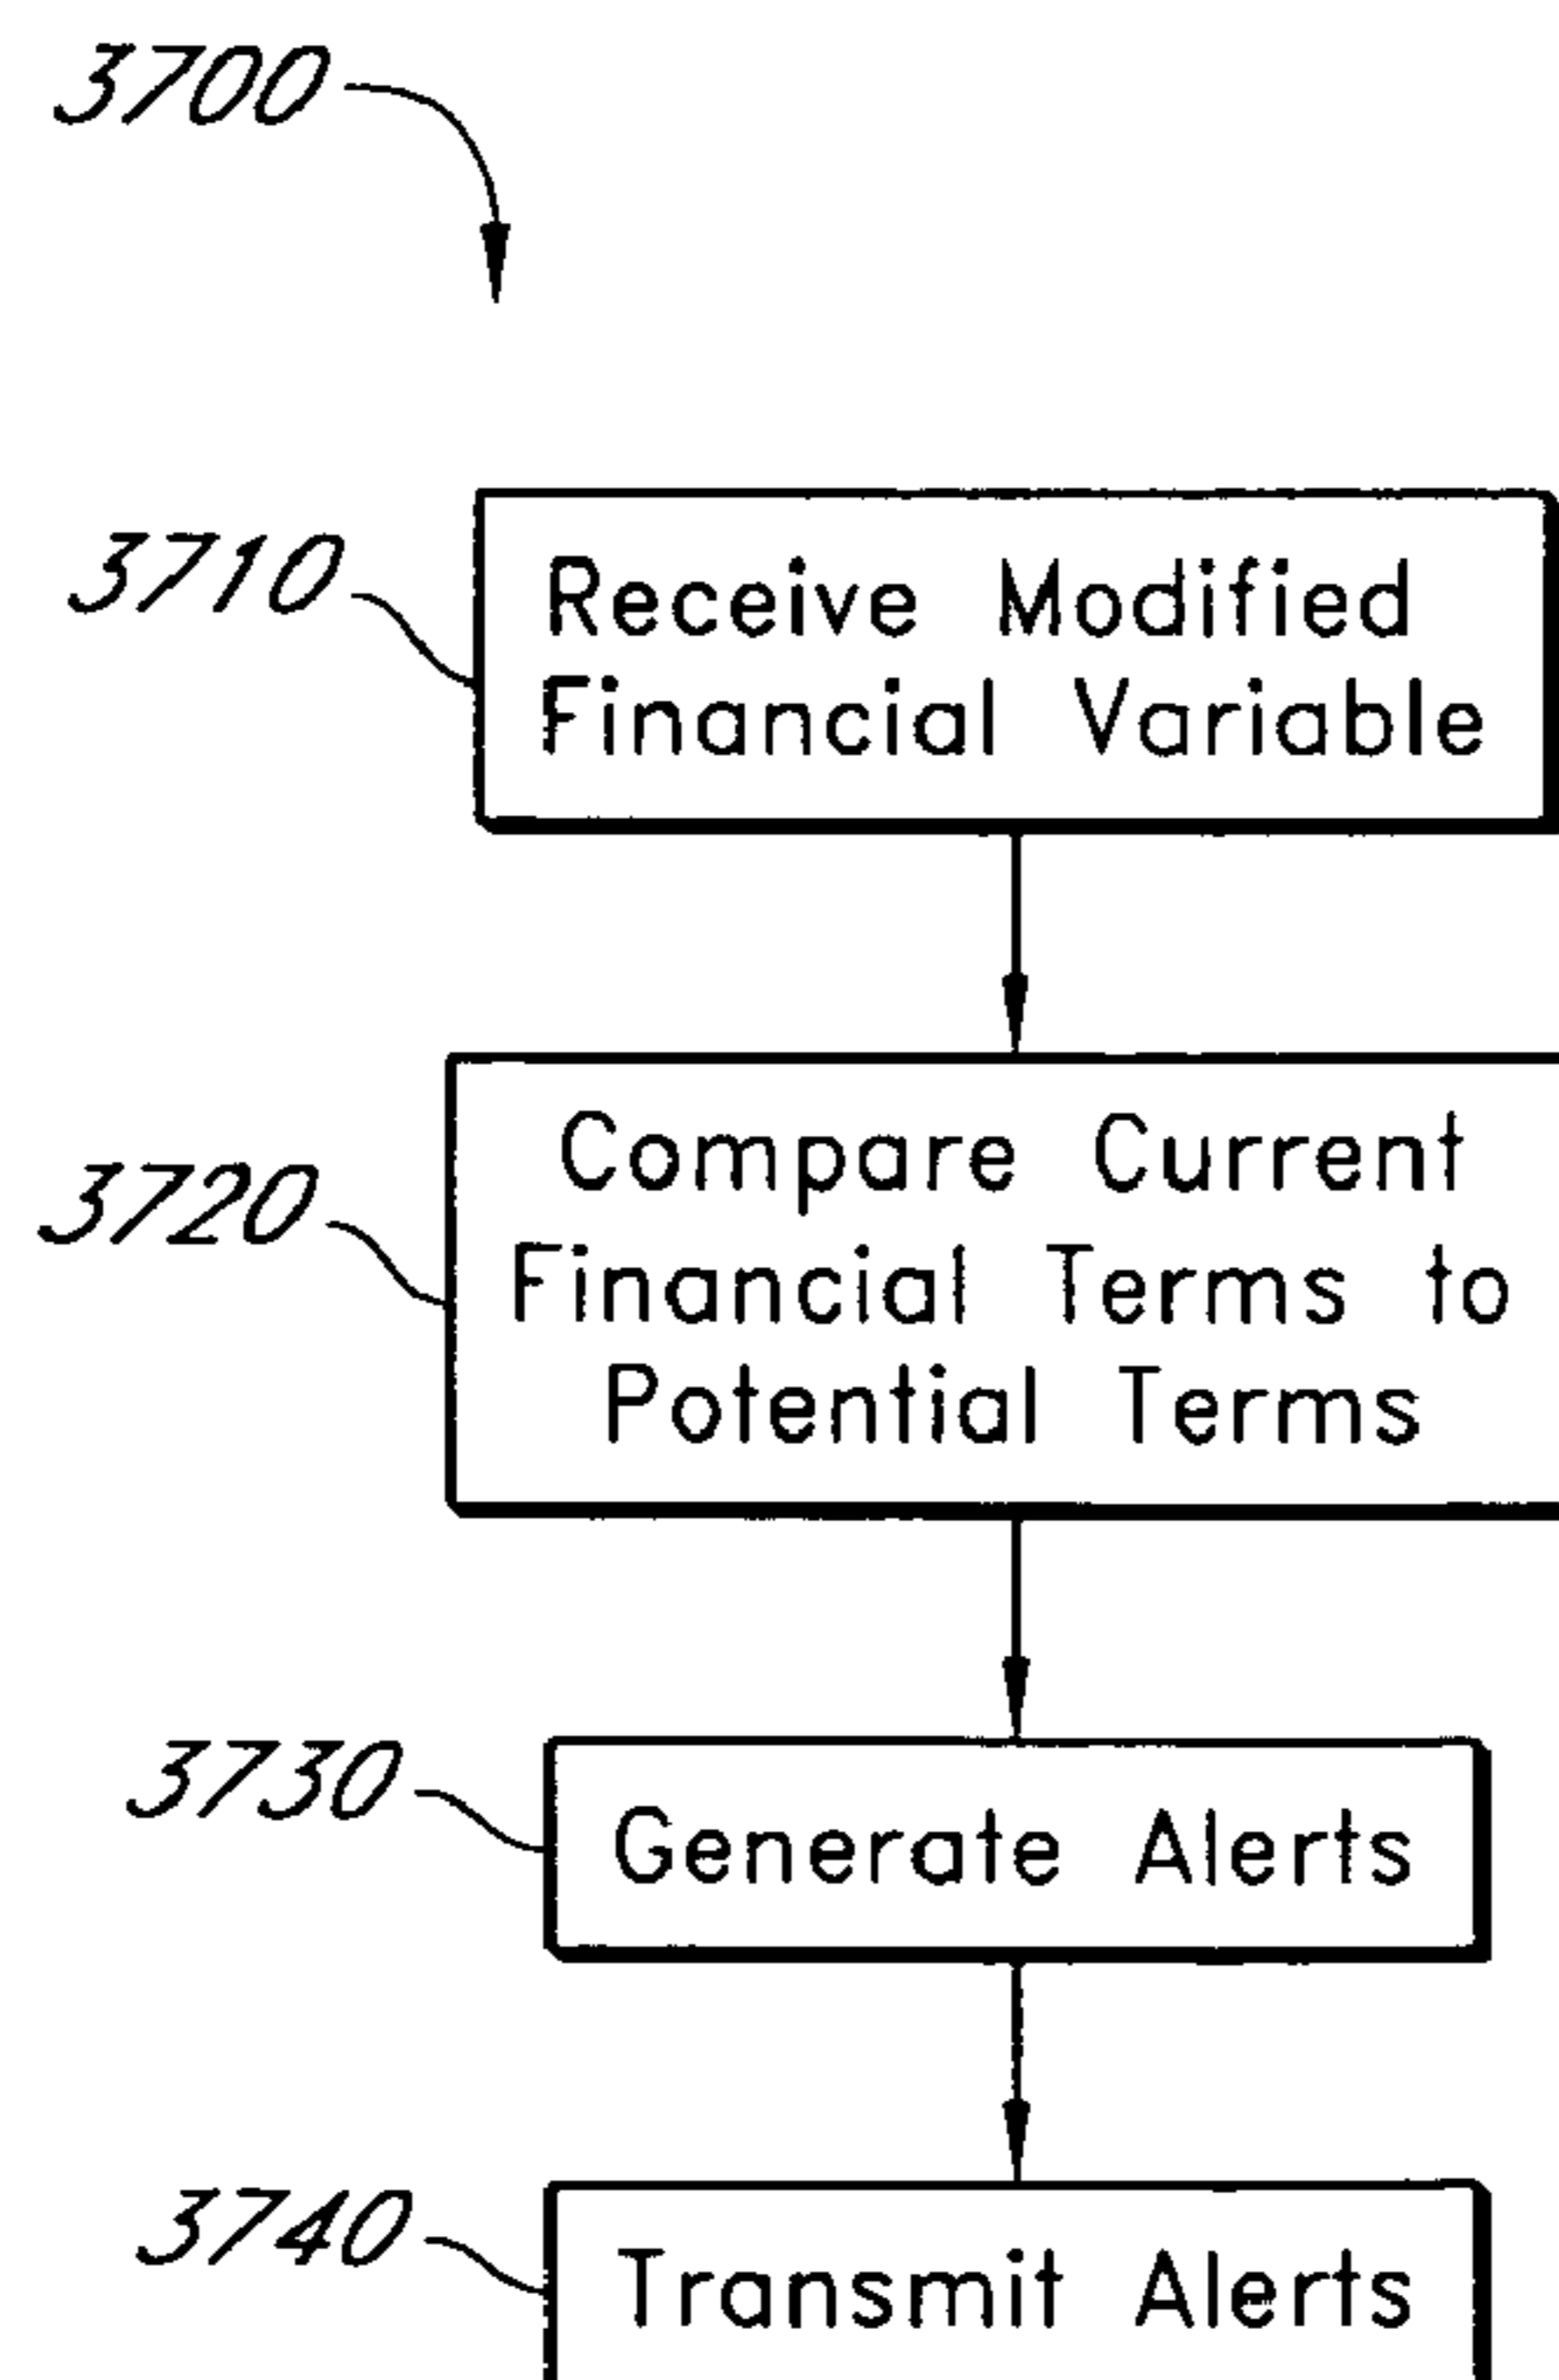 3700
3710
Receive Modified
Financial Variable
3720
Compare Current
Financial Terms to
Potential Terms
3730
Generate Alerts
3740
Transmit Alerts